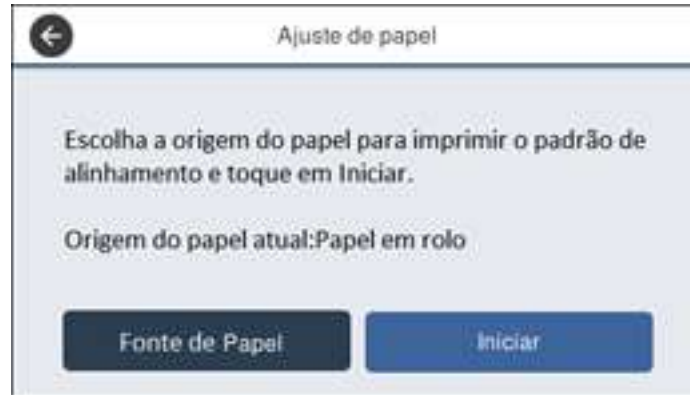 Ajuste de papel
Escolha a origem do papel para imprimir o padrão de
alinhamento e toque em Iniciar.
Origem do papel atual:Papel em rolo
Fonte de Papel
Iniciar